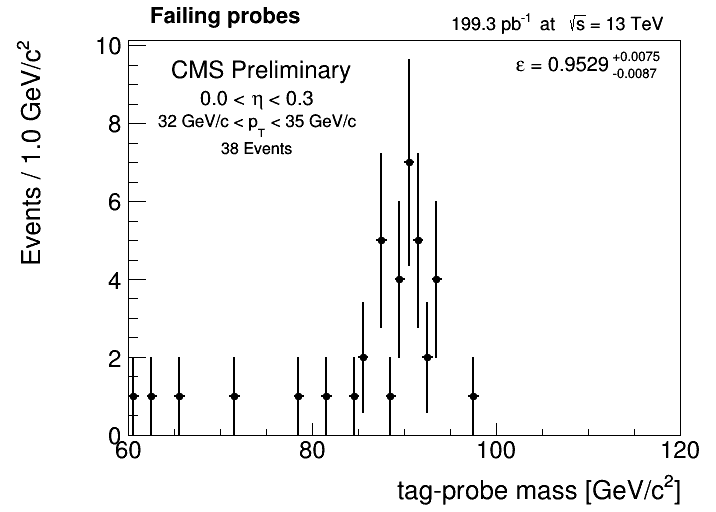 Failing probes
199.3 pb⁻¹ at √s = 13 TeV
Events / 1.0 GeV/c²
10
8
6
4
2
0
CMS Preliminary
0.0 < η < 0.3
32 GeV/c < p_T < 35 GeV/c
38 Events
ε = 0.9529 +0.0075 -0.0087
60 80 100 120
tag-probe mass [GeV/c²]